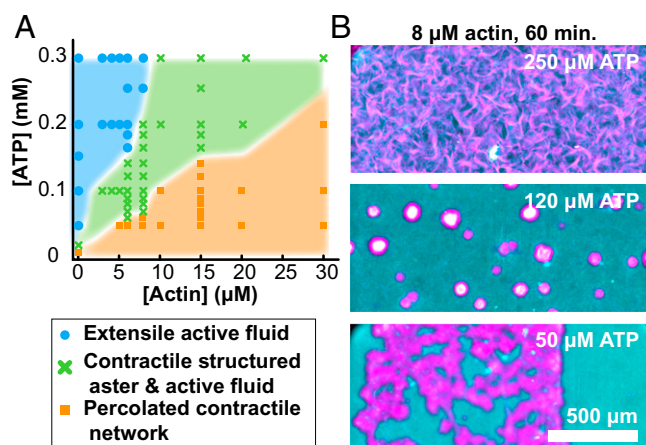 A
[ATP] (mM)
0.3
0.2
0.1
0
0 5 10 15 20 25 30
[Actin] (μM)
Extensile active fluid
Contractile structured
aster & active fluid
Percolated contractile
network
B
8 μM actin, 60 min.
250 μM ATP
120 μM ATP
50 μM ATP
500 μm